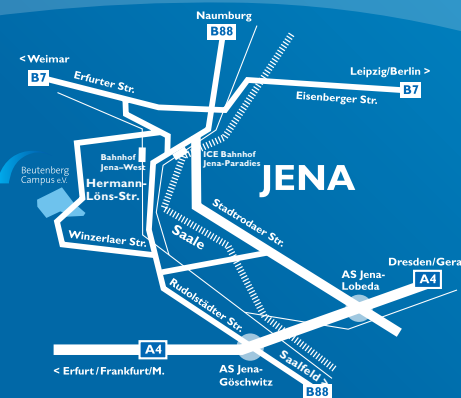 Naumburg
B88
< Weimar
B7
Erfurter Str.
Leipzig/Berlin >
B7
Eisenberger Str.
Bahnhof
Jena–West
ICE Bahnhof
Jena-Paradies
JENA
Beutenberg
Campus e.V.
Hermann-
Löns-Str.
Stadtrodaer Str.
Winzerlaer Str.
Saale
Dresden/Gera
A4
AS Jena-
Lobeda
Rudolstädter Str.
A4
< Erfurt/Frankfurt/M.
AS Jena-
Göschwitz
Saalfeld >
B88